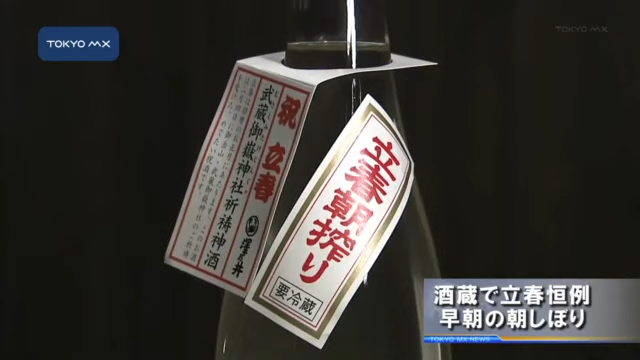 TOKYO MX
TOKYO MX
祝 立春
武蔵御嶽神社祈祷神酒
澤乃井
立春朝搾り
要冷蔵
酒蔵で立春恒例
早朝の朝しぼり
TOKYO MX NEWS